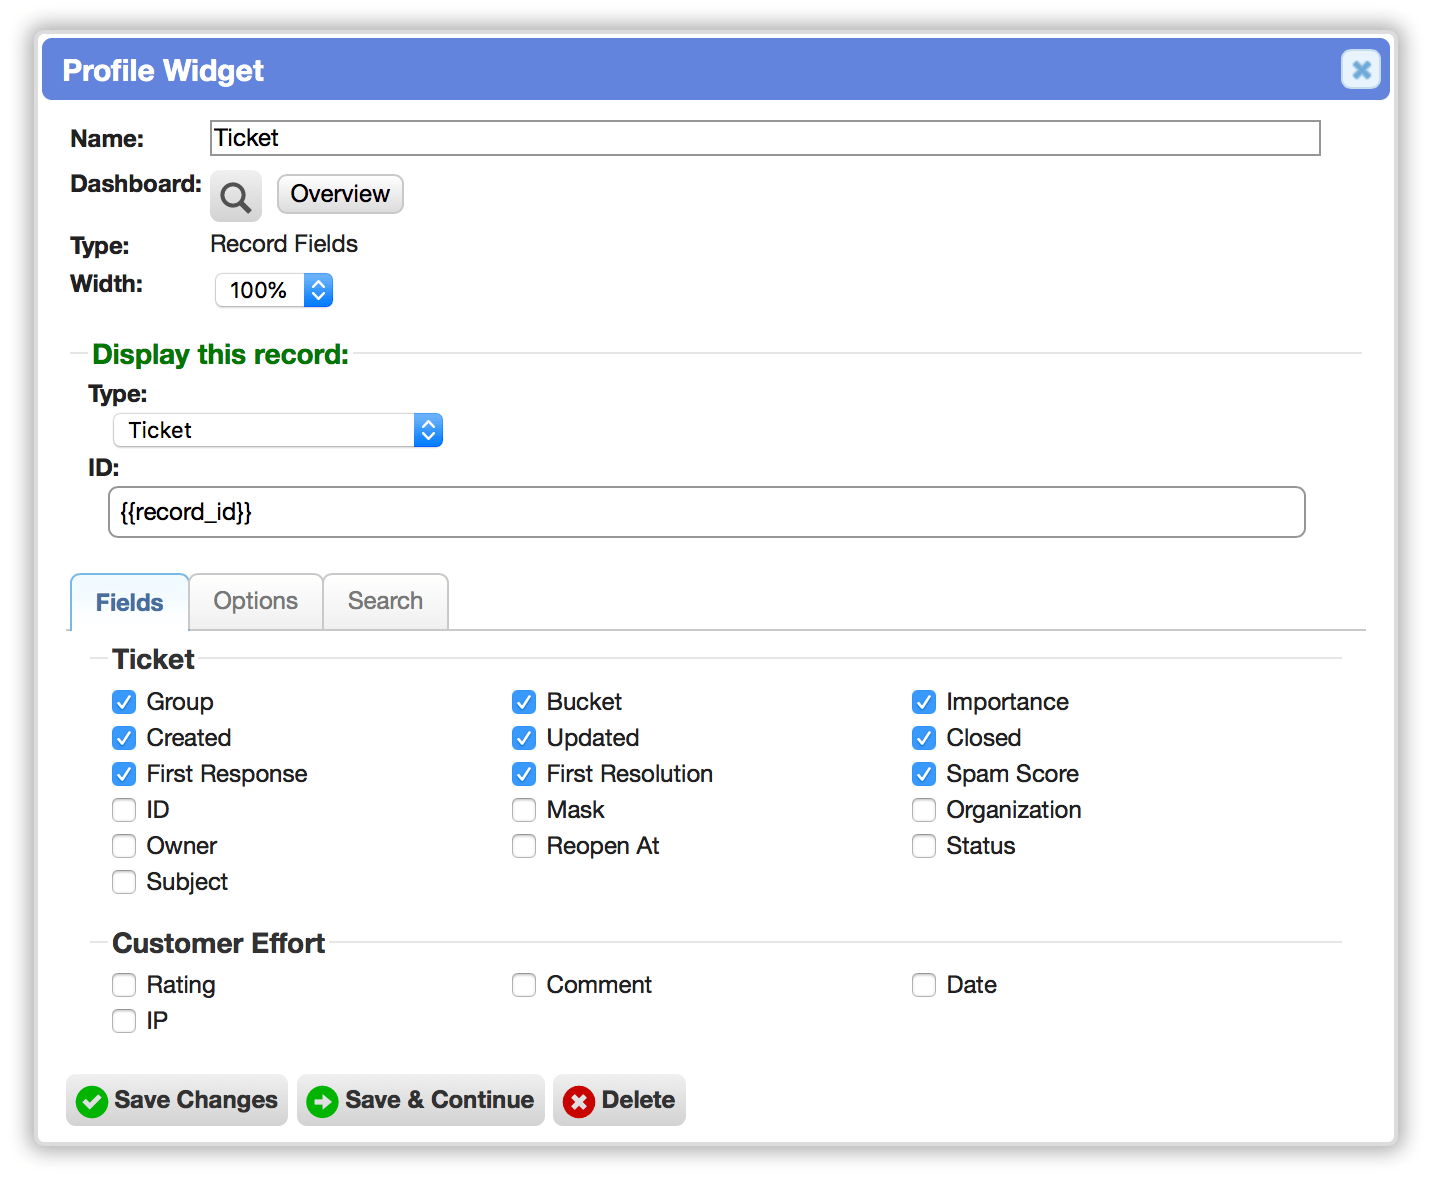 Profile Widget
Name: Ticket
Dashboard: Overview
Type: Record Fields
Width: 100%
Display this record:
Type:
Ticket
ID:
{{record_id}}
Fields Options Search
Ticket
Group Bucket Importance
Created Updated Closed
First Response First Resolution Spam Score
ID Mask Organization
Owner Reopen At Status
Subject
Customer Effort
Rating Comment Date
IP
Save Changes Save & Continue Delete